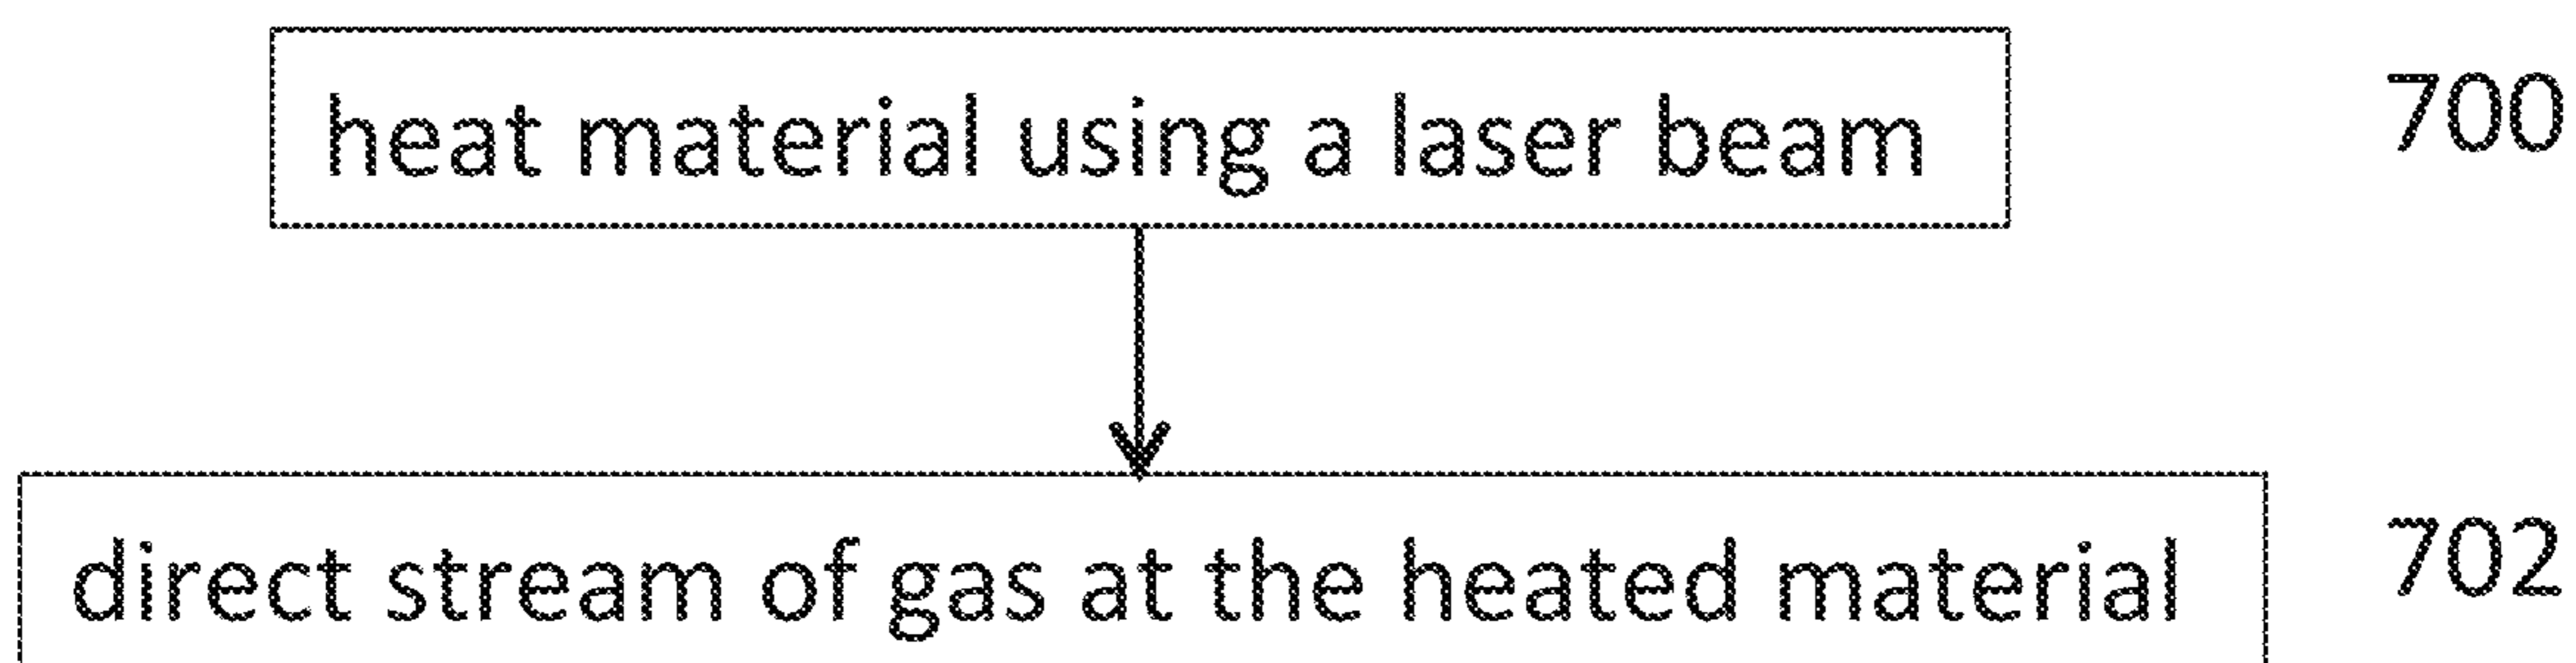 heat material using a laser beam 700
direct stream of gas at the heated material 702